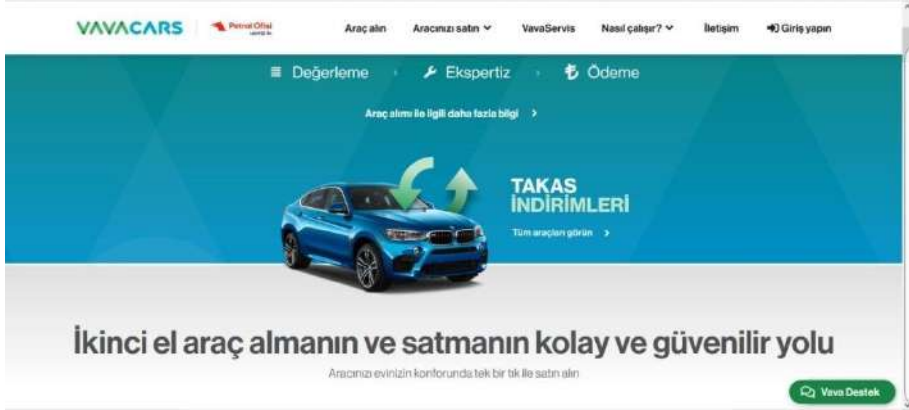 VAVACARS
Petrol Ofisi
Araç alın
Aracınızı satın
VavaServis
Nasıl çalışır?
İletişim
Giriş yapın
Değerleme
Ekspertiz
Ödeme
Araç alımı ile ilgili daha fazla bilgi
TAKAS
İNDİRİMLERİ
Tüm araçları görün
İkinci el araç almanın ve satmanın kolay ve güvenilir yolu
Aracınızı evinizin konforunda tek bir tık ile satın alın
Vava Destek